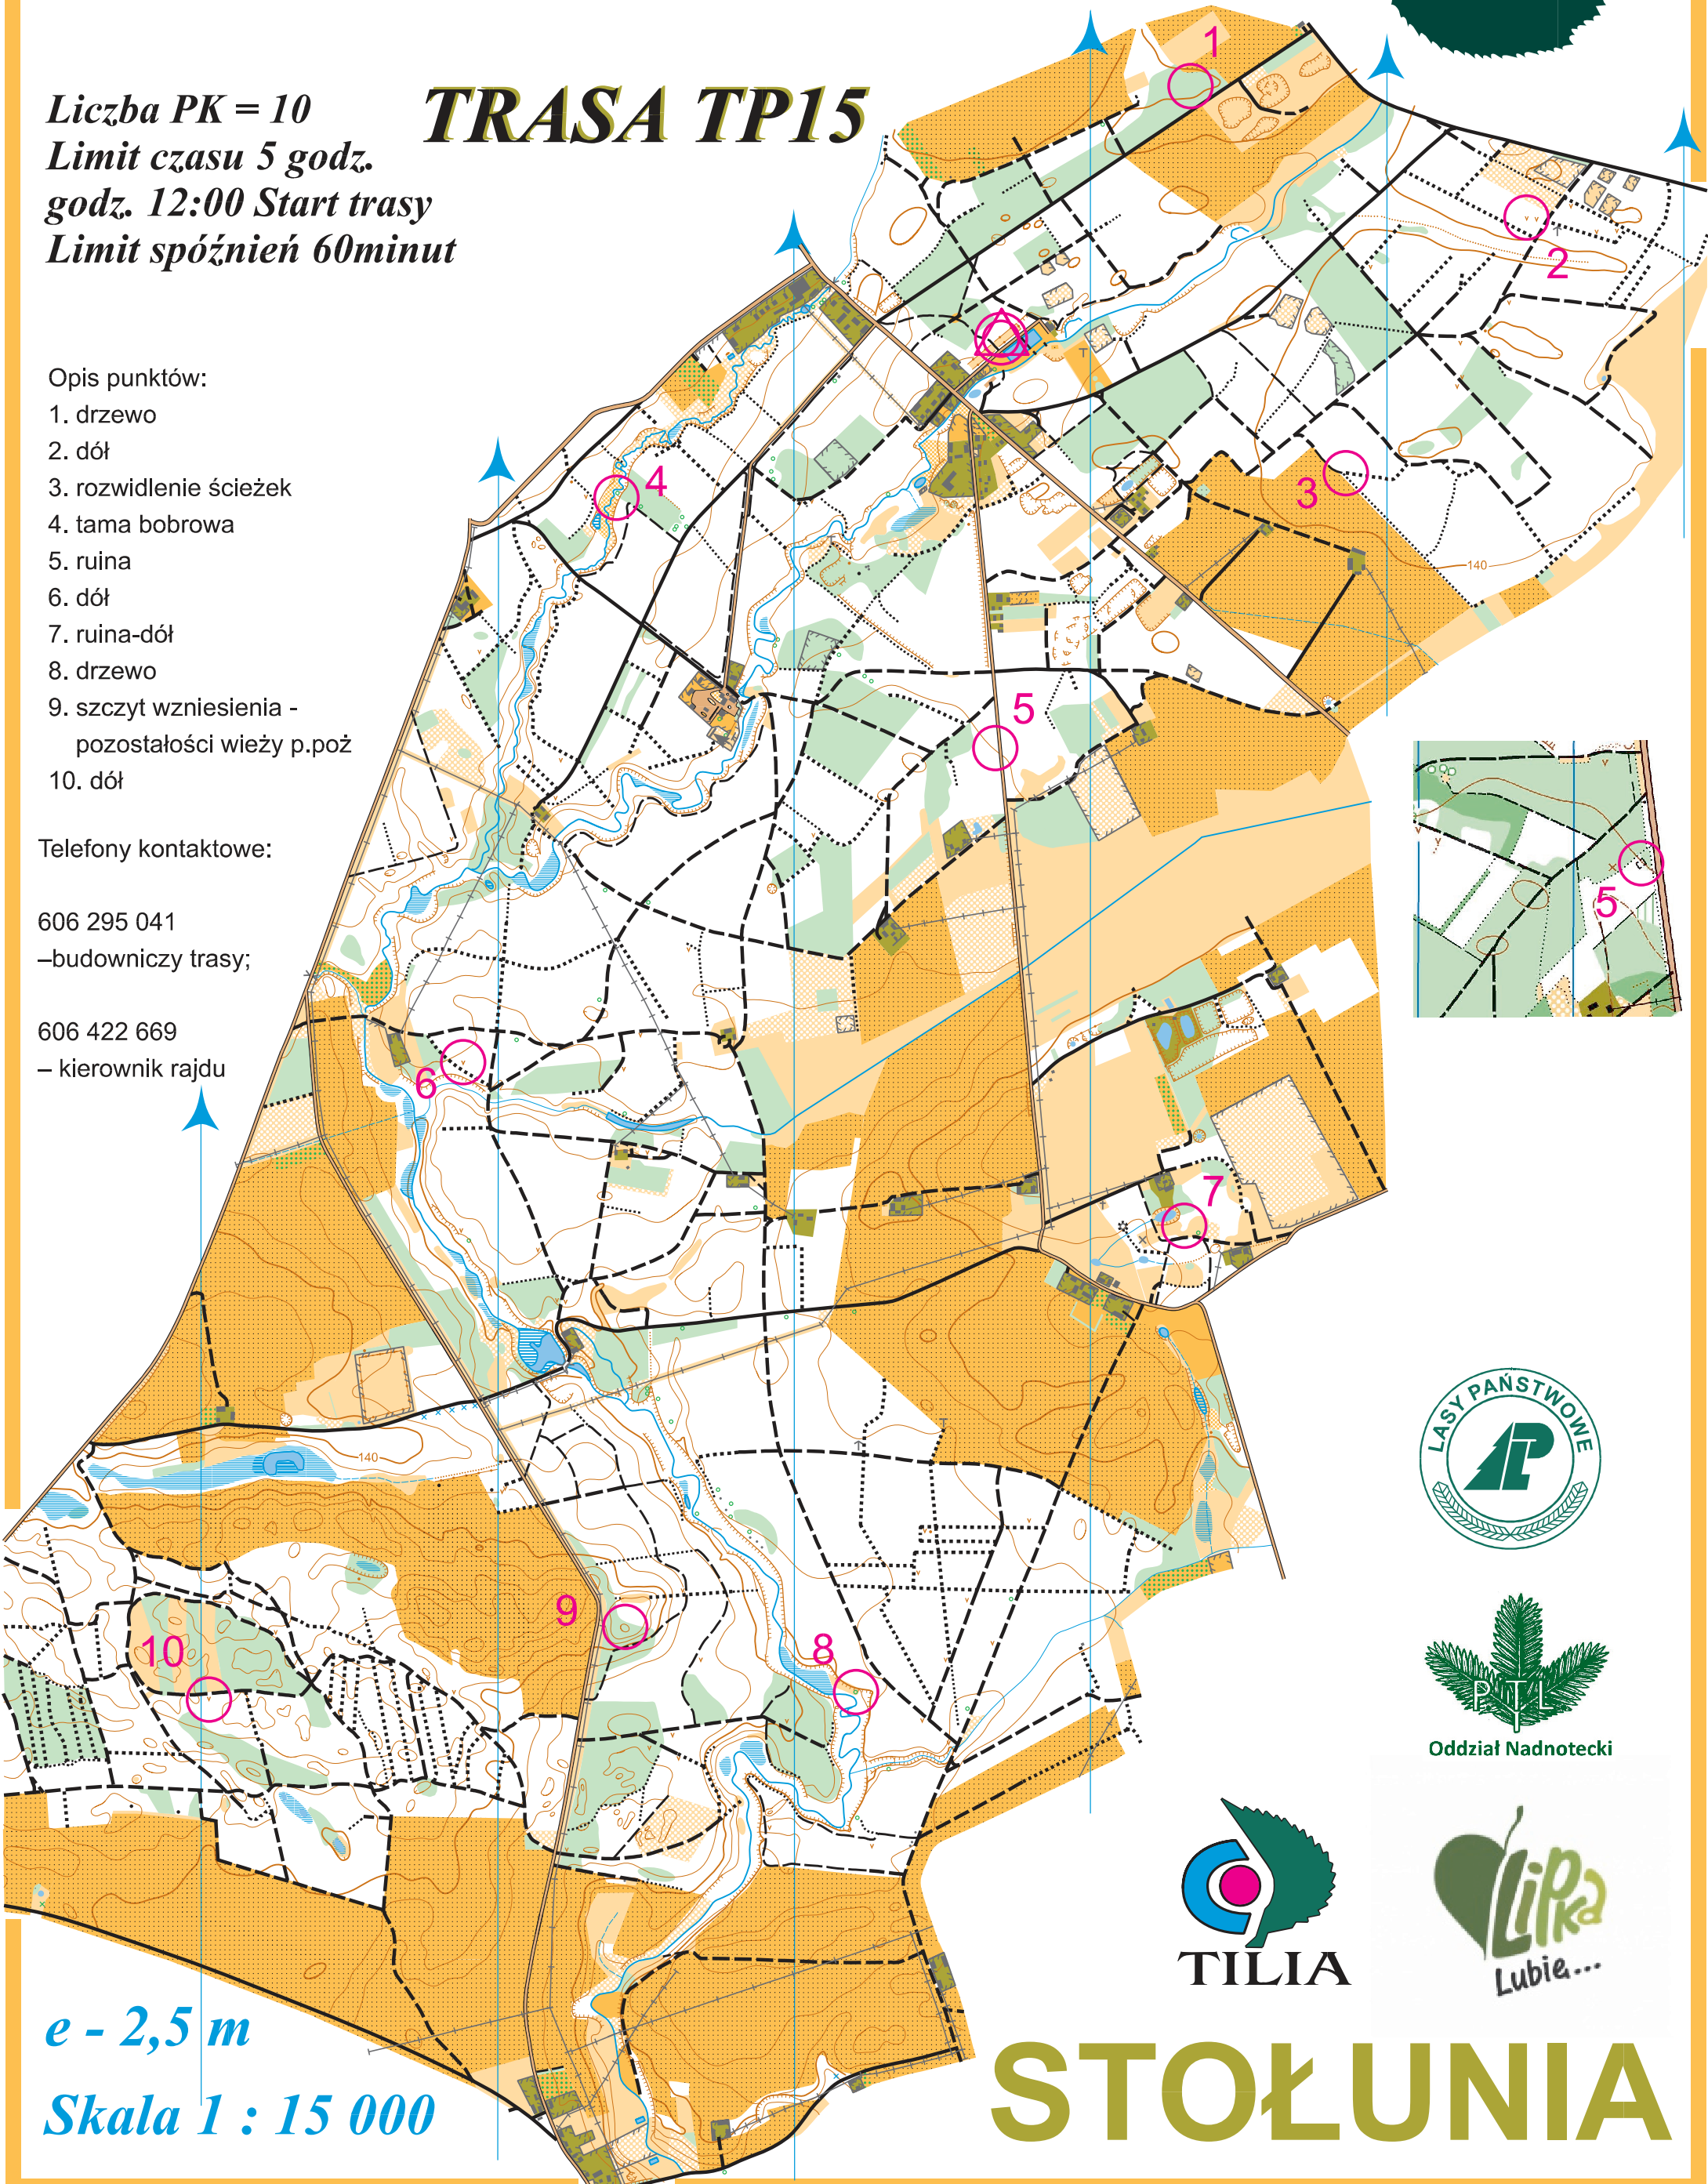 TRASA TP15
Liczba PK = 10
Limit czasu 5 godz.
godz. 12:00 Start trasy
Limit spóźnień 60minut
Opis punktów:
1. drzewo
2. dół
3. rozwidlenie ścieżek
4. tama bobrowa
5. ruina
6. dół
7. ruina-dół
8. drzewo
9. szczyt wzniesienia -
pozostałości wieży p.poż
10. dół
Telefony kontaktowe:
606 295 041
–budowniczy trasy;
606 422 669
– kierownik rajdu
1
2
3
4
5
5
6
7
8
9
10
140
140
LASY PAŃSTWOWE
LP
PTL
Oddział Nadnotecki
TILIA
Lipka
Lubię...
e - 2,5 m
Skala 1 : 15 000
STOŁUNIA